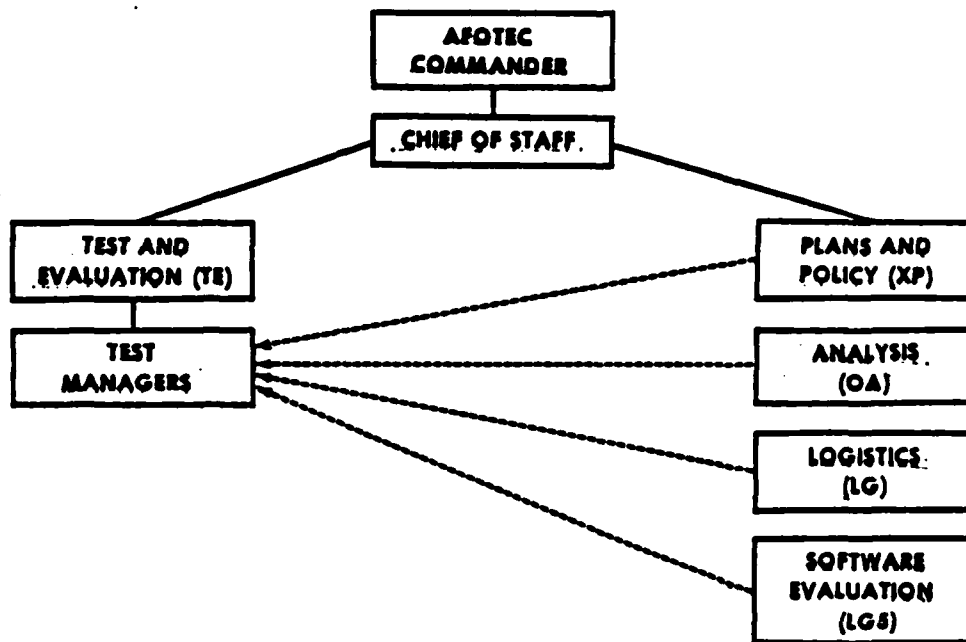 AFOTEC
COMMANDER
CHIEF OF STAFF
TEST AND
EVALUATION (TE)
PLANS AND
POLICY (XP)
TEST
MANAGERS
ANALYSIS
(OA)
LOGISTICS
(LG)
SOFTWARE
EVALUATION
(LG5)